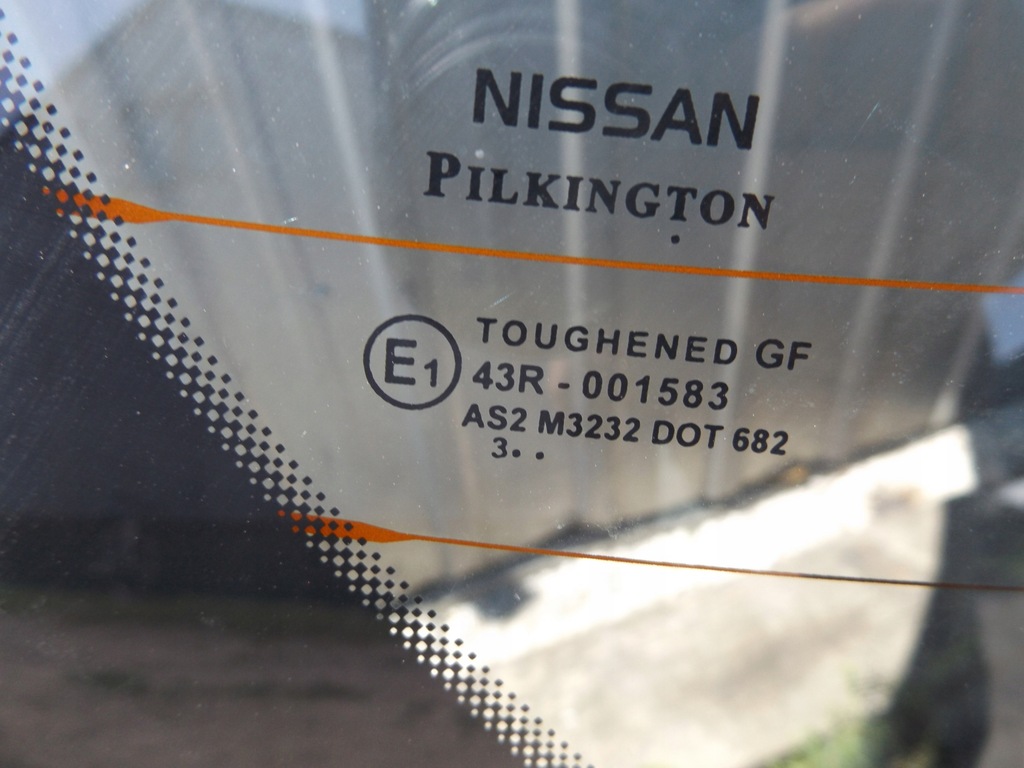 NISSAN
PILKINGTON
E1
TOUGHENED GF
43R - 001583
AS2 M3232 DOT 682
3..